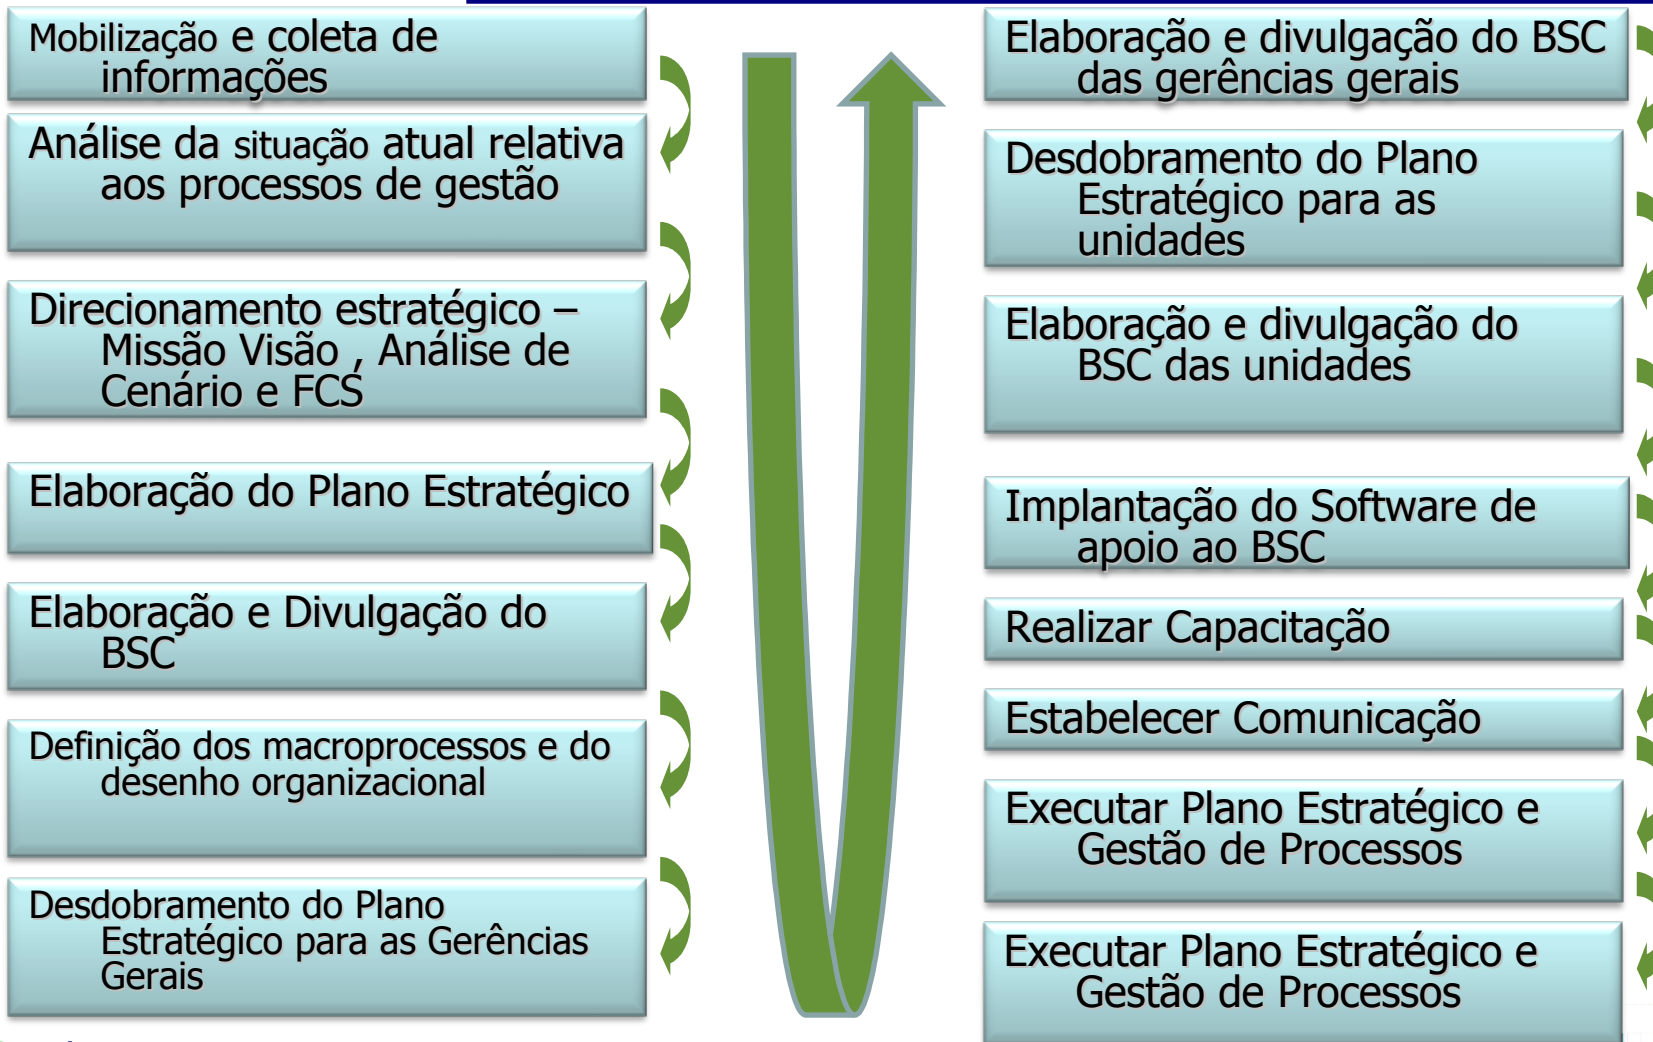 Mobilização e coleta de
informações
Análise da situação atual relativa
aos processos de gestão
Direcionamento estratégico –
Missão Visão , Análise de
Cenário e FCS
Elaboração do Plano Estratégico
Elaboração e Divulgação do
BSC
Definição dos macroprocessos e do
desenho organizacional
Desdobramento do Plano
Estratégico para as Gerências
Gerais
Elaboração e divulgação do BSC
das gerências gerais
Desdobramento do Plano
Estratégico para as
unidades
Elaboração e divulgação do
BSC das unidades
Implantação do Software de
apoio ao BSC
Realizar Capacitação
Estabelecer Comunicação
Executar Plano Estratégico e
Gestão de Processos
Executar Plano Estratégico e
Gestão de Processos